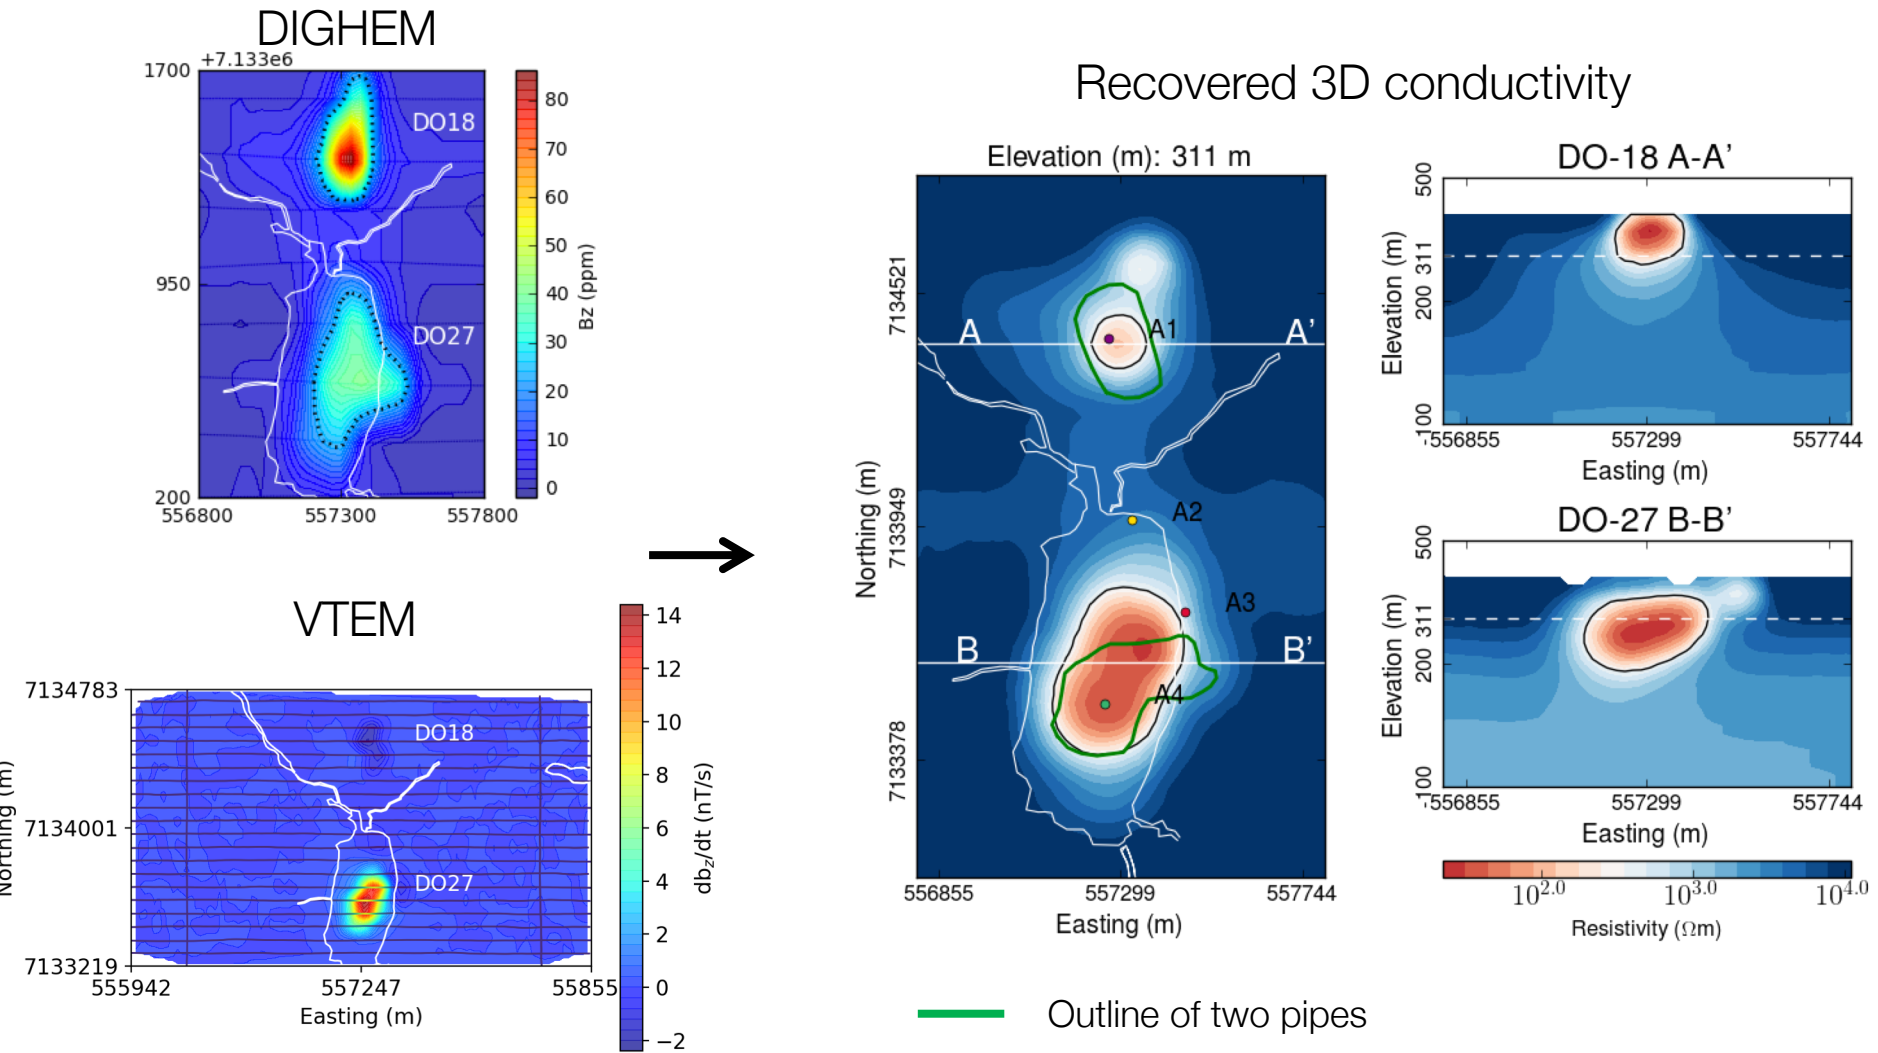 DIGHEM
+7.133e6
1700
950
200
556800
557300
557800
DO18
DO27
80
70
60
50
40
30
20
10
0
Bz (ppm)
VTEM
7134783
7134001
7133219
Northing (m)
555942
557247
55855
Easting (m)
DO18
DO27
14
12
10
8
6
4
2
0
−2
db_z/dt (nT/s)
Recovered 3D conductivity
Elevation (m): 311 m
7134521
7133949
7133378
Northing (m)
A
A'
A1
A2
A3
B
B'
A4
556855
557299
557744
Easting (m)
DO-18 A-A’
500
311
200
-100
Elevation (m)
556855
557299
557744
Easting (m)
DO-27 B-B’
500
311
200
-100
Elevation (m)
556855
557299
557744
Easting (m)
10^2.0
10^3.0
10^4.0
Resistivity (Ωm)
Outline of two pipes